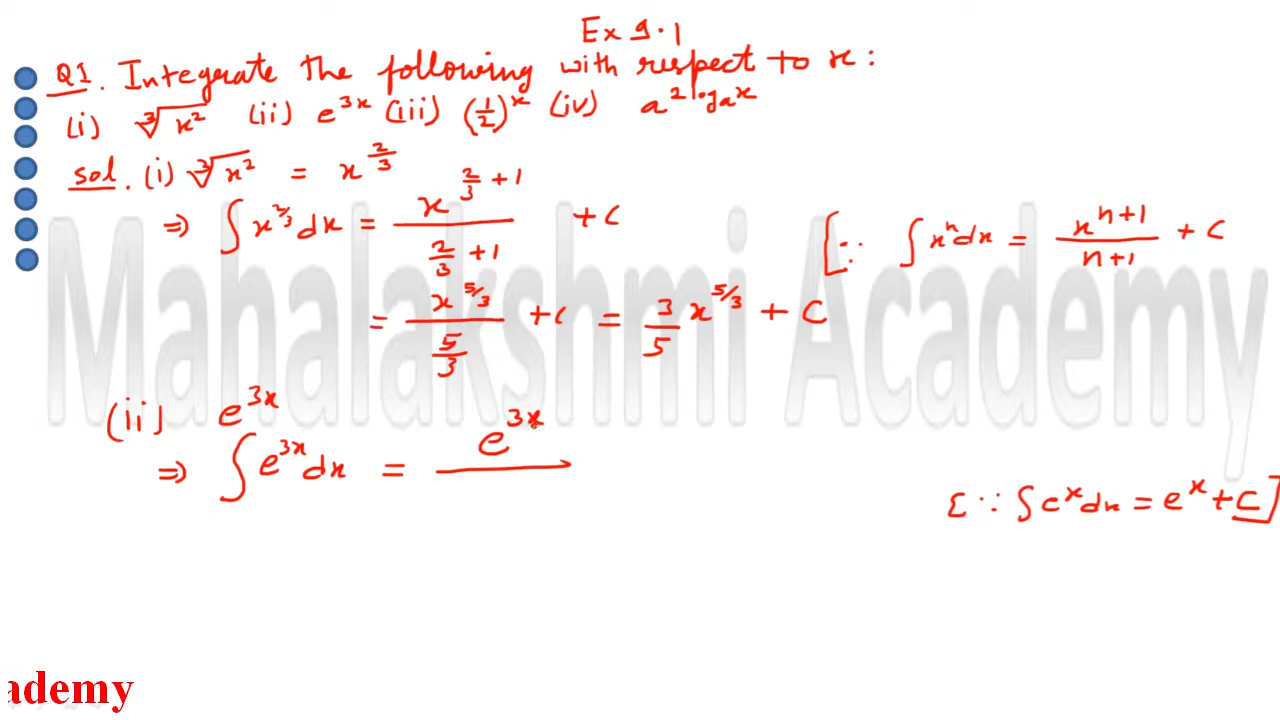 Ex 9.1
Q1. Integrate the following with respect to x:
(i) ∛x² (ii) e^{3x} (iii) (1/2)^x (iv) a^{2 log_a x}
Sol. (i) ∛x² = x^{2/3}
⇒ ∫ x^{2/3} dx = x^{2/3 + 1} / (2/3 + 1) + C [∵ ∫ x^n dx = x^{n+1} / (n+1) + C
= x^{5/3} / (5/3) + C = 3/5 x^{5/3} + C
(ii) e^{3x}
⇒ ∫ e^{3x} dx = e^{3x} /
[∵ ∫ e^x dx = e^x + C]
Mahalakshmi Academy
ademy